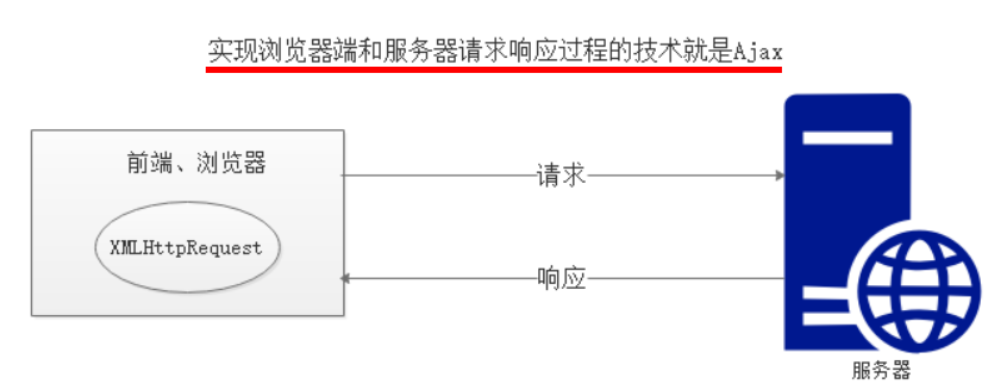 实现浏览器端和服务器请求响应过程的技术就是Ajax
前端、浏览器
请求
XMLHttpRequest
响应
服务器